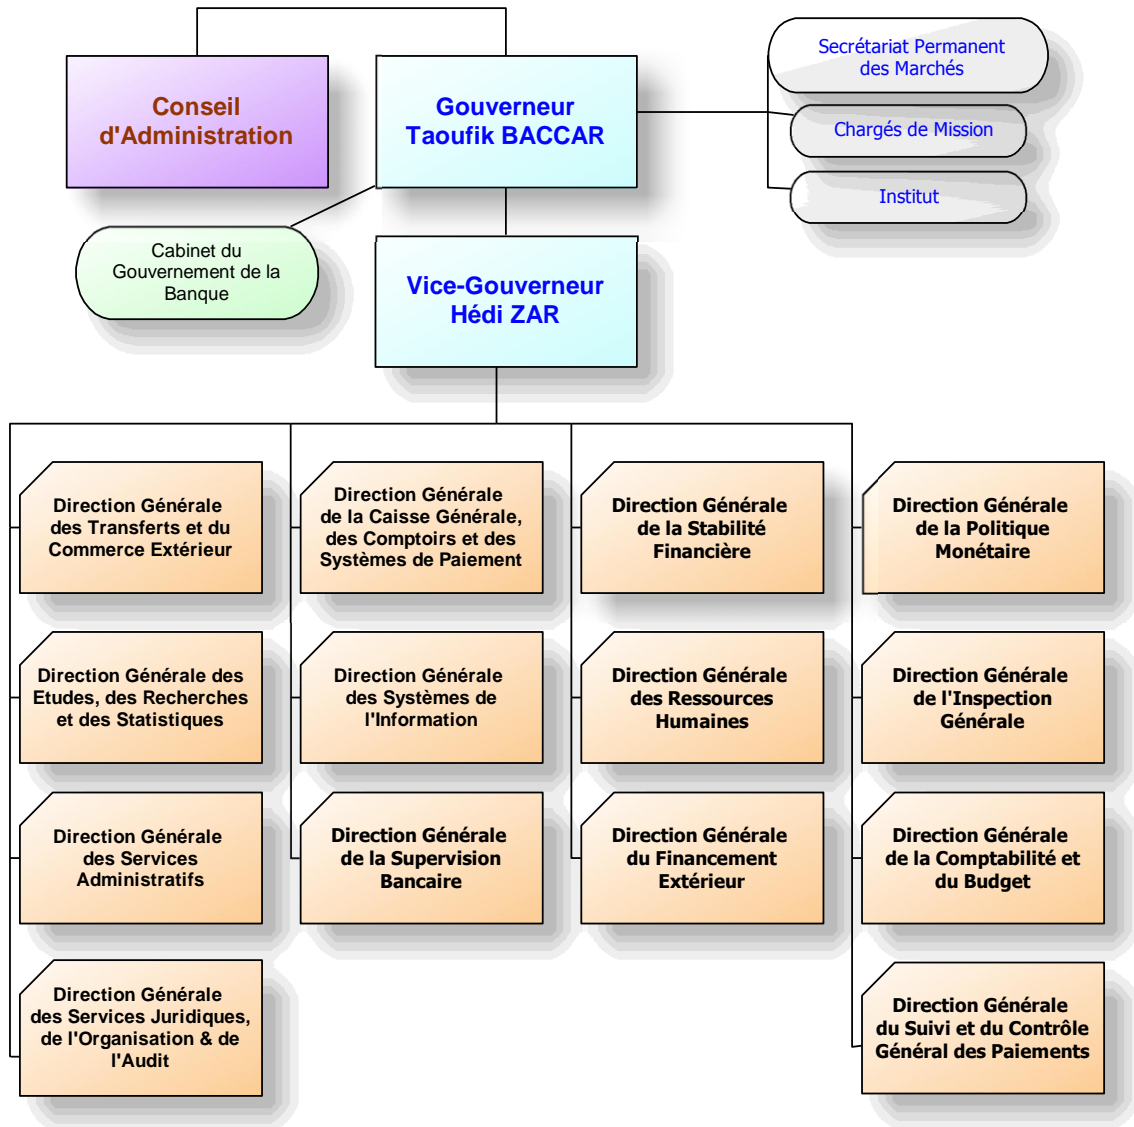 Conseil
d'Administration
Gouverneur
Taoufik BACCAR
Secrétariat Permanent
des Marchés
Chargés de Mission
Institut
Cabinet du
Gouvernement de la
Banque
Vice-Gouverneur
Hédi ZAR
Direction Générale
des Transferts et du
Commerce Extérieur
Direction Générale
de la Caisse Générale,
des Comptoirs et des
Systèmes de Paiement
Direction Générale
de la Stabilité
Financière
Direction Générale
de la Politique
Monétaire
Direction Générale des
Etudes, des Recherches
et des Statistiques
Direction Générale
des Systèmes de
l'Information
Direction Générale
des Ressources
Humaines
Direction Générale
de l'Inspection
Générale
Direction Générale
des Services
Administratifs
Direction Générale
de la Supervision
Bancaire
Direction Générale
du Financement
Extérieur
Direction Générale
de la Comptabilité et
du Budget
Direction Générale
des Services Juridiques,
de l'Organisation & de
l'Audit
Direction Générale
du Suivi et du Contrôle
Général des Paiements